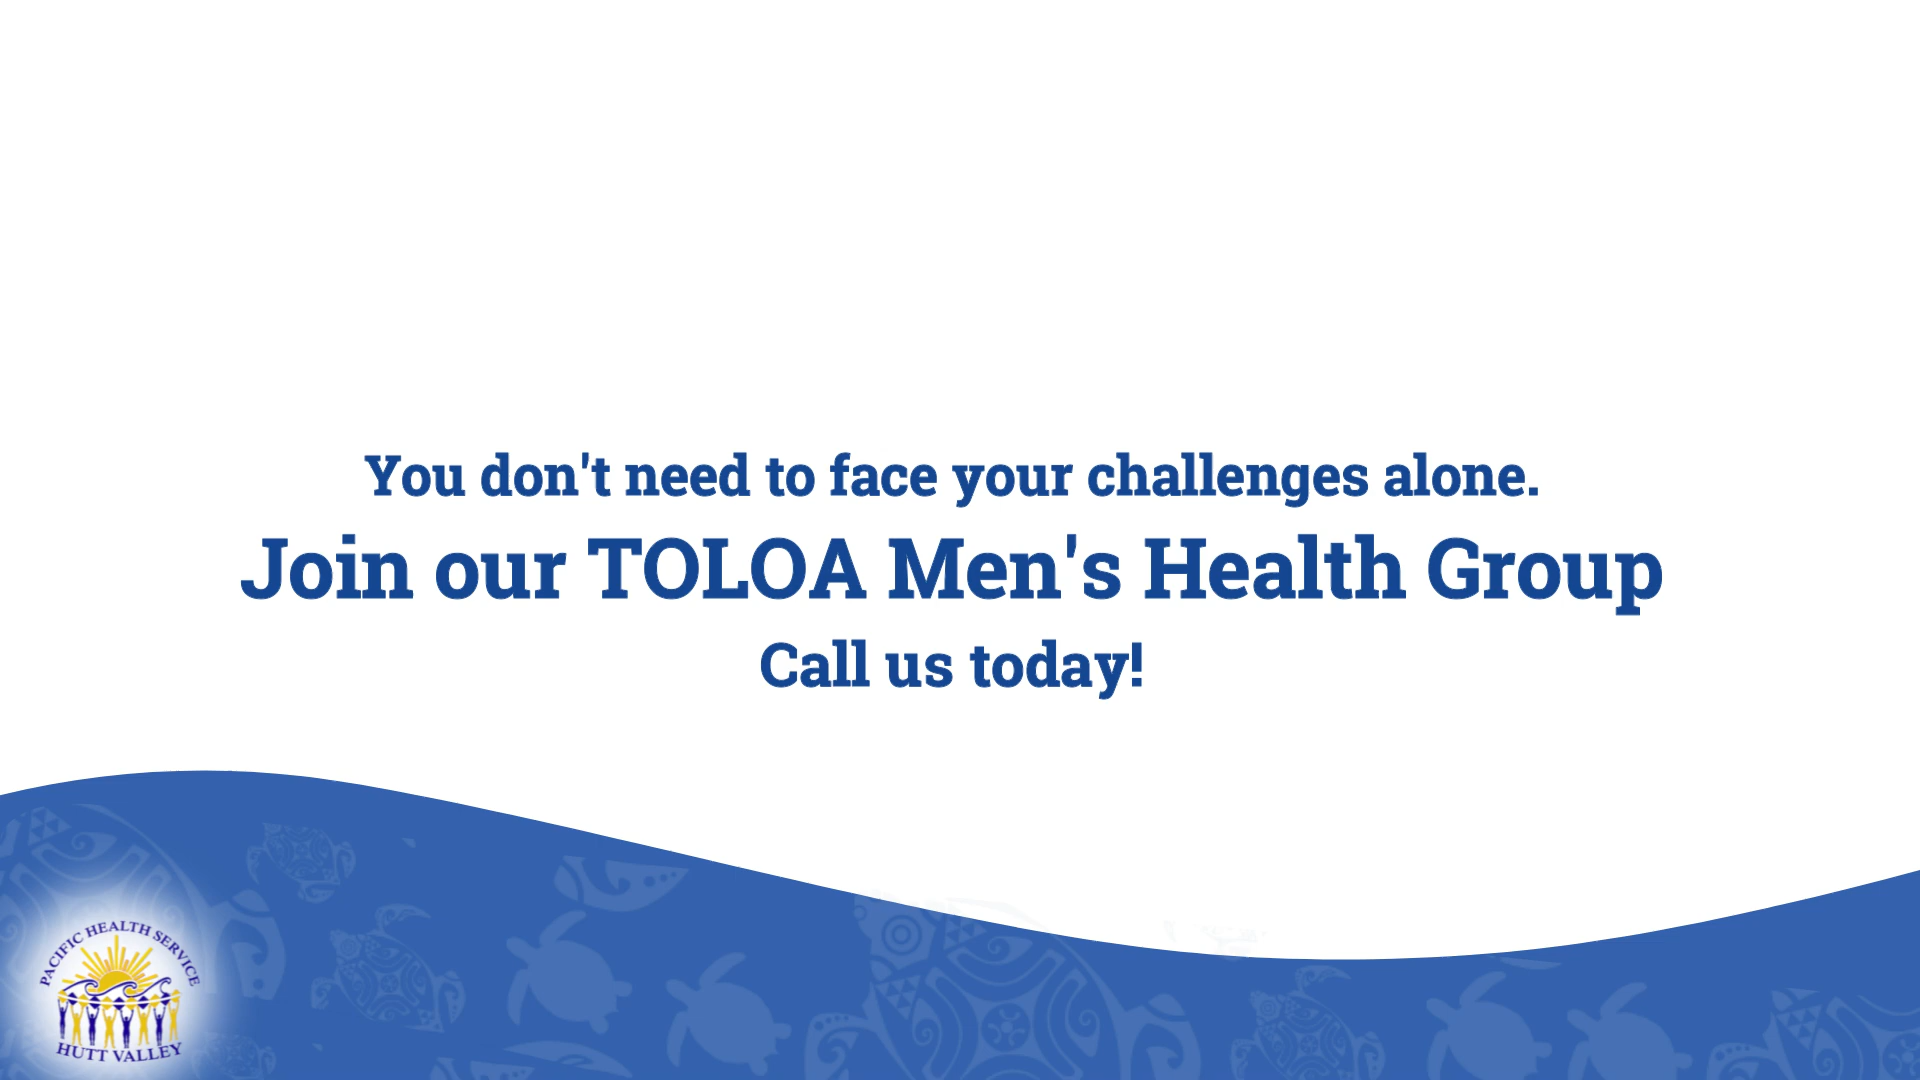 You don't need to face your challenges alone.
Join our TOLOA Men's Health Group
Call us today!
PACIFIC HEALTH SERVICE
HUTT VALLEY